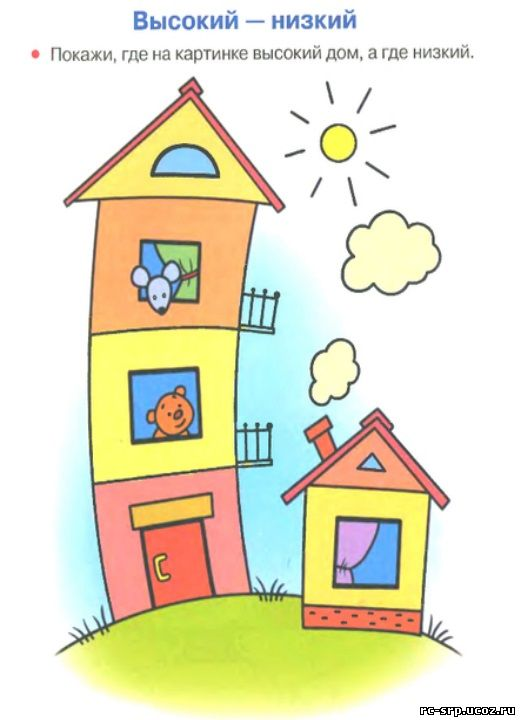 Высокий — низкий
Покажи, где на картинке высокий дом, а где низкий.
rc-srp.ucoz.ru